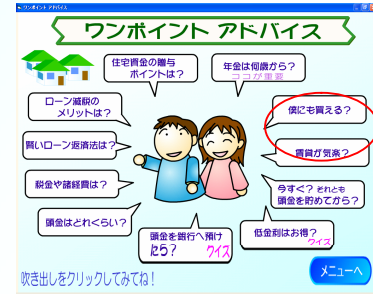 ワンポイント アドバイス
ワンポイント アドバイス
住宅資金の贈与
ポイントは？
年金は何歳から？
ココが重要
ローン減税の
メリットは？
僕にも買える？
賢いローン返済法は？
賃貸が気楽？
税金や諸経費は？
今すぐ？ それとも
頭金を貯めてから？
頭金はどれくらい？
頭金を銀行へ預け
たら？ クイズ
低金利はお得？
クイズ
吹き出しをクリックしてみてね！
メニューへ